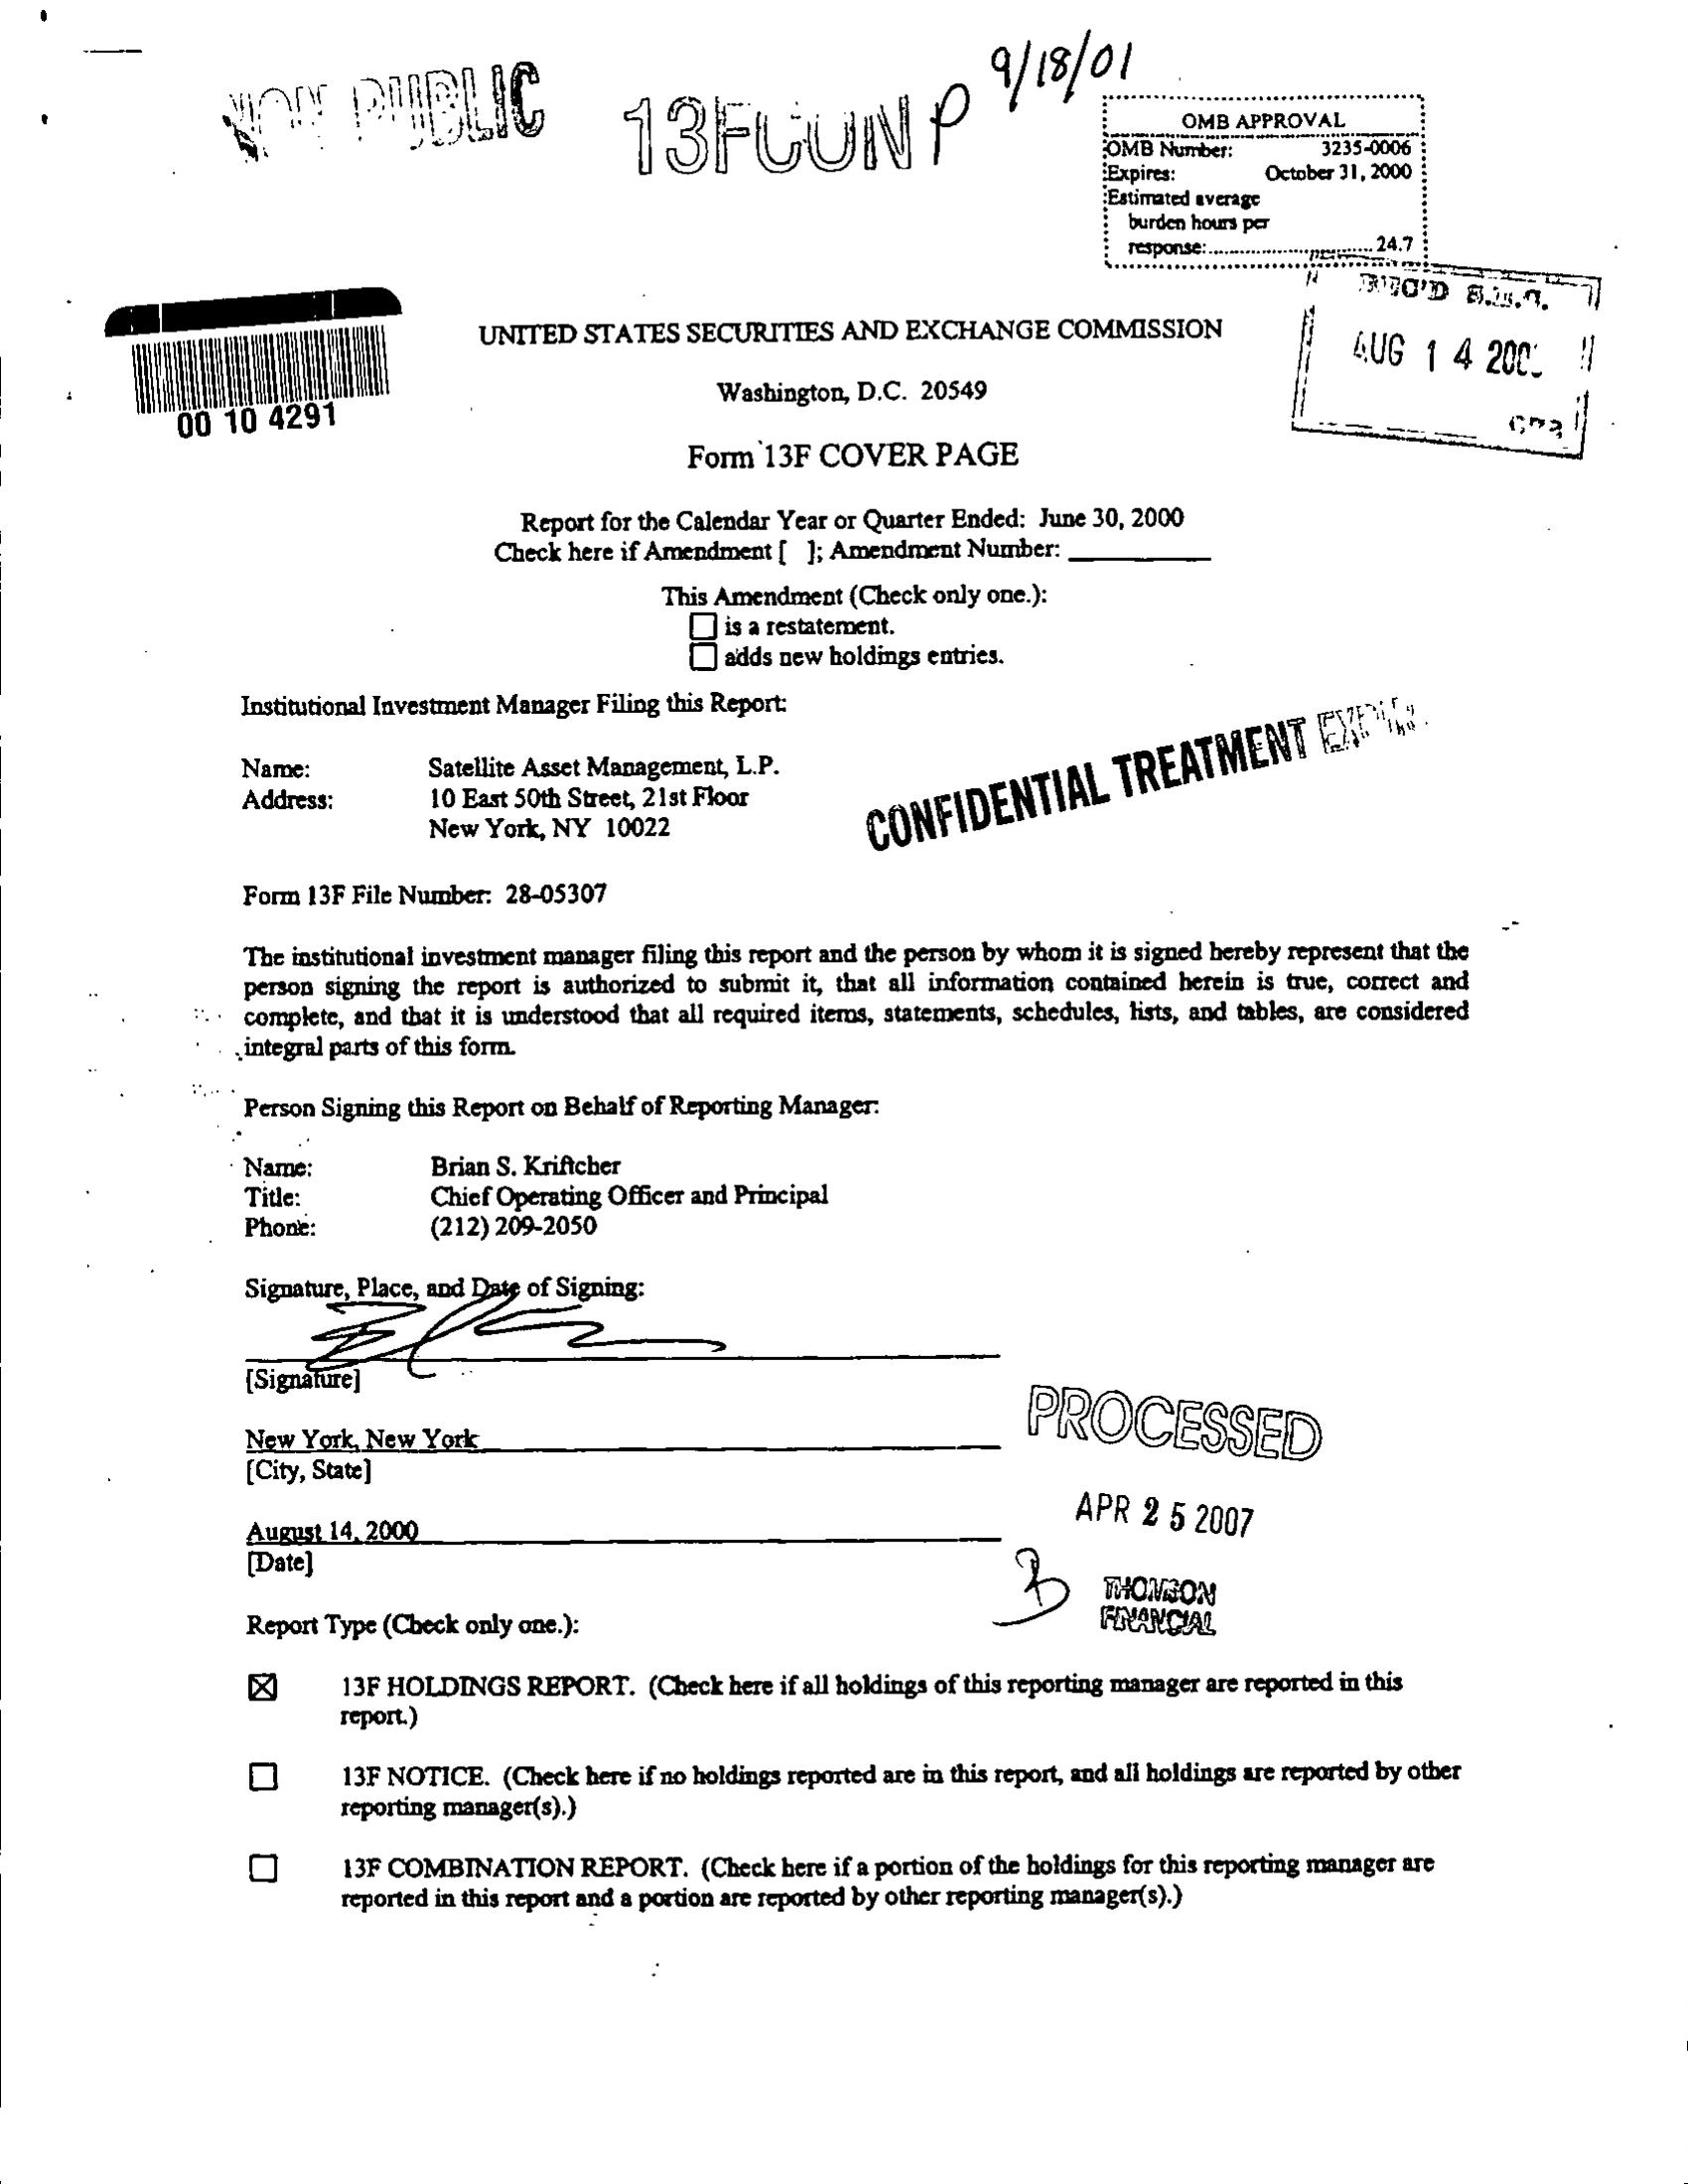 NON PUBLIC
13FCON P 9/18/01
OMB APPROVAL
OMB Number: 3235-0006
Expires: October 31, 2000
Estimated average
burden hours per
response:..............................24.7
AUG 14
00 10 4291
UNITED STATES SECURITIES AND EXCHANGE COMMISSION
Washington, D.C. 20549
Form 13F COVER PAGE
Report for the Calendar Year or Quarter Ended: June 30, 2000
Check here if Amendment [ ]; Amendment Number: ___________
This Amendment (Check only one.):
☐ is a restatement.
☐ adds new holdings entries.
Institutional Investment Manager Filing this Report:
Name: Satellite Asset Management, L.P.
Address: 10 East 50th Street, 21st Floor
New York, NY 10022
CONFIDENTIAL TREATMENT
Form 13F File Number: 28-05307
The institutional investment manager filing this report and the person by whom it is signed hereby represent that the
person signing the report is authorized to submit it, that all information contained herein is true, correct and
complete, and that it is understood that all required items, statements, schedules, lists, and tables, are considered
integral parts of this form.
Person Signing this Report on Behalf of Reporting Manager:
Name: Brian S. Kriftcher
Title: Chief Operating Officer and Principal
Phone: (212) 209-2050
Signature, Place, and Date of Signing:
[Signature]
New York, New York
[City, State]
August 14, 2000
[Date]
PROCESSED
APR 25 2007
THOMSON
FINANCIAL
Report Type (Check only one.):
☒ 13F HOLDINGS REPORT. (Check here if all holdings of this reporting manager are reported in this
report.)
☐ 13F NOTICE. (Check here if no holdings reported are in this report, and all holdings are reported by other
reporting manager(s).)
☐ 13F COMBINATION REPORT. (Check here if a portion of the holdings for this reporting manager are
reported in this report and a portion are reported by other reporting manager(s).)